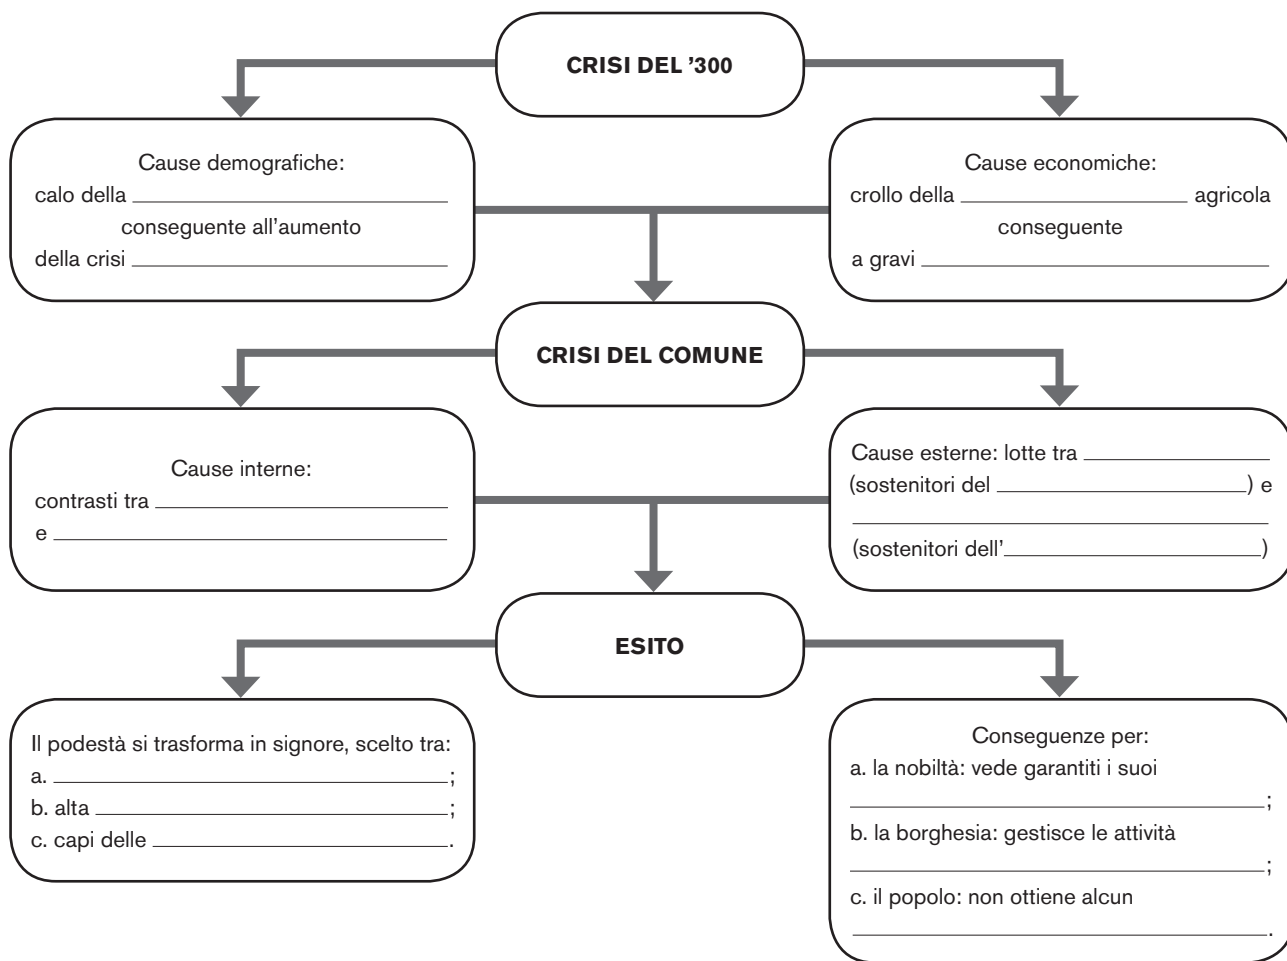 CRISI DEL ’300
Cause demografiche:
calo della
conseguente all’aumento
della crisi
Cause economiche:
crollo della agricola
conseguente
a gravi
CRISI DEL COMUNE
Cause interne:
contrasti tra
e
Cause esterne: lotte tra
(sostenitori del ) e
(sostenitori dell’ )
ESITO
Il podestà si trasforma in signore, scelto tra:
a. ;
b. alta ;
c. capi delle .
Conseguenze per:
a. la nobiltà: vede garantiti i suoi
;
b. la borghesia: gestisce le attività
;
c. il popolo: non ottiene alcun
.